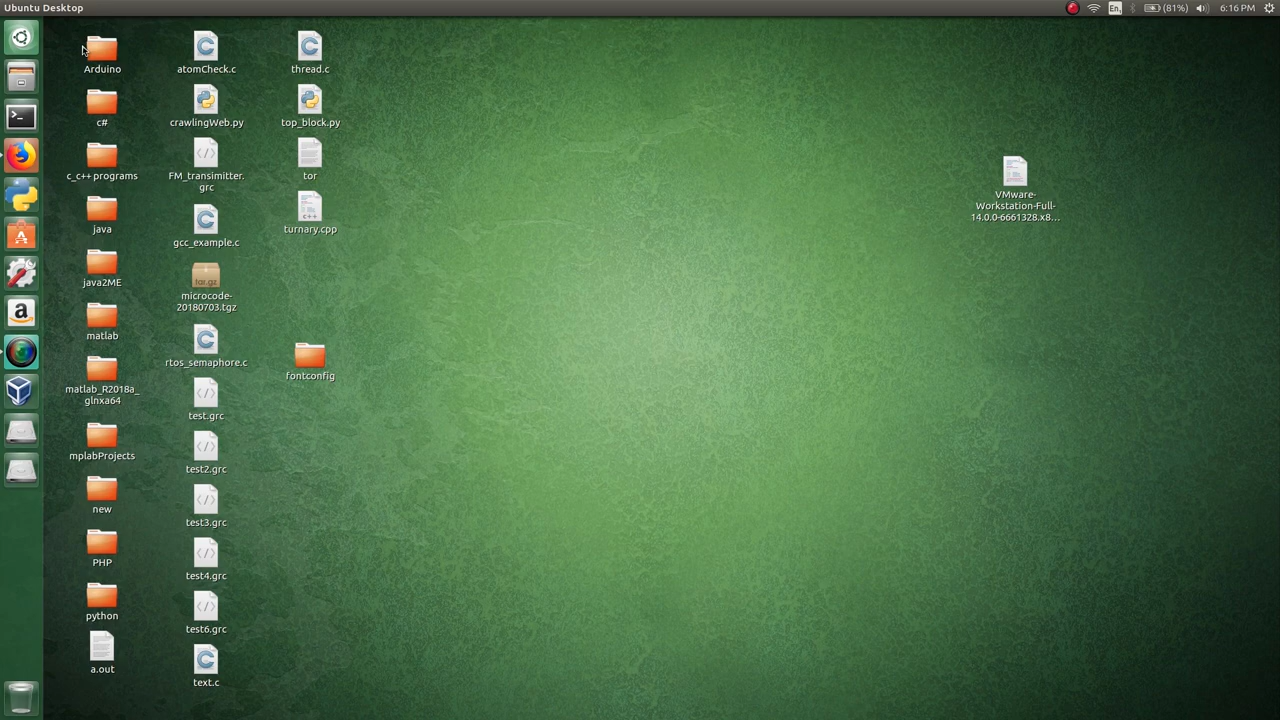 Ubuntu Desktop
En
(81%)
6:16 PM
Arduino
c#
c_c++ programs
java
java2ME
matlab
matlab_R2018a_
glnxa64
mplabProjects
new
PHP
python
a.out
atomCheck.c
crawlingWeb.py
FM_transimitter.
grc
gcc_example.c
tar.gz
microcode-
20180703.tgz
rtos_semaphore.c
test.grc
test2.grc
test3.grc
test4.grc
test6.grc
text.c
thread.c
top_block.py
tor
c++
turnary.cpp
fontconfig
VMware-
Workstation-Full-
14.0.0-6661328.x8...